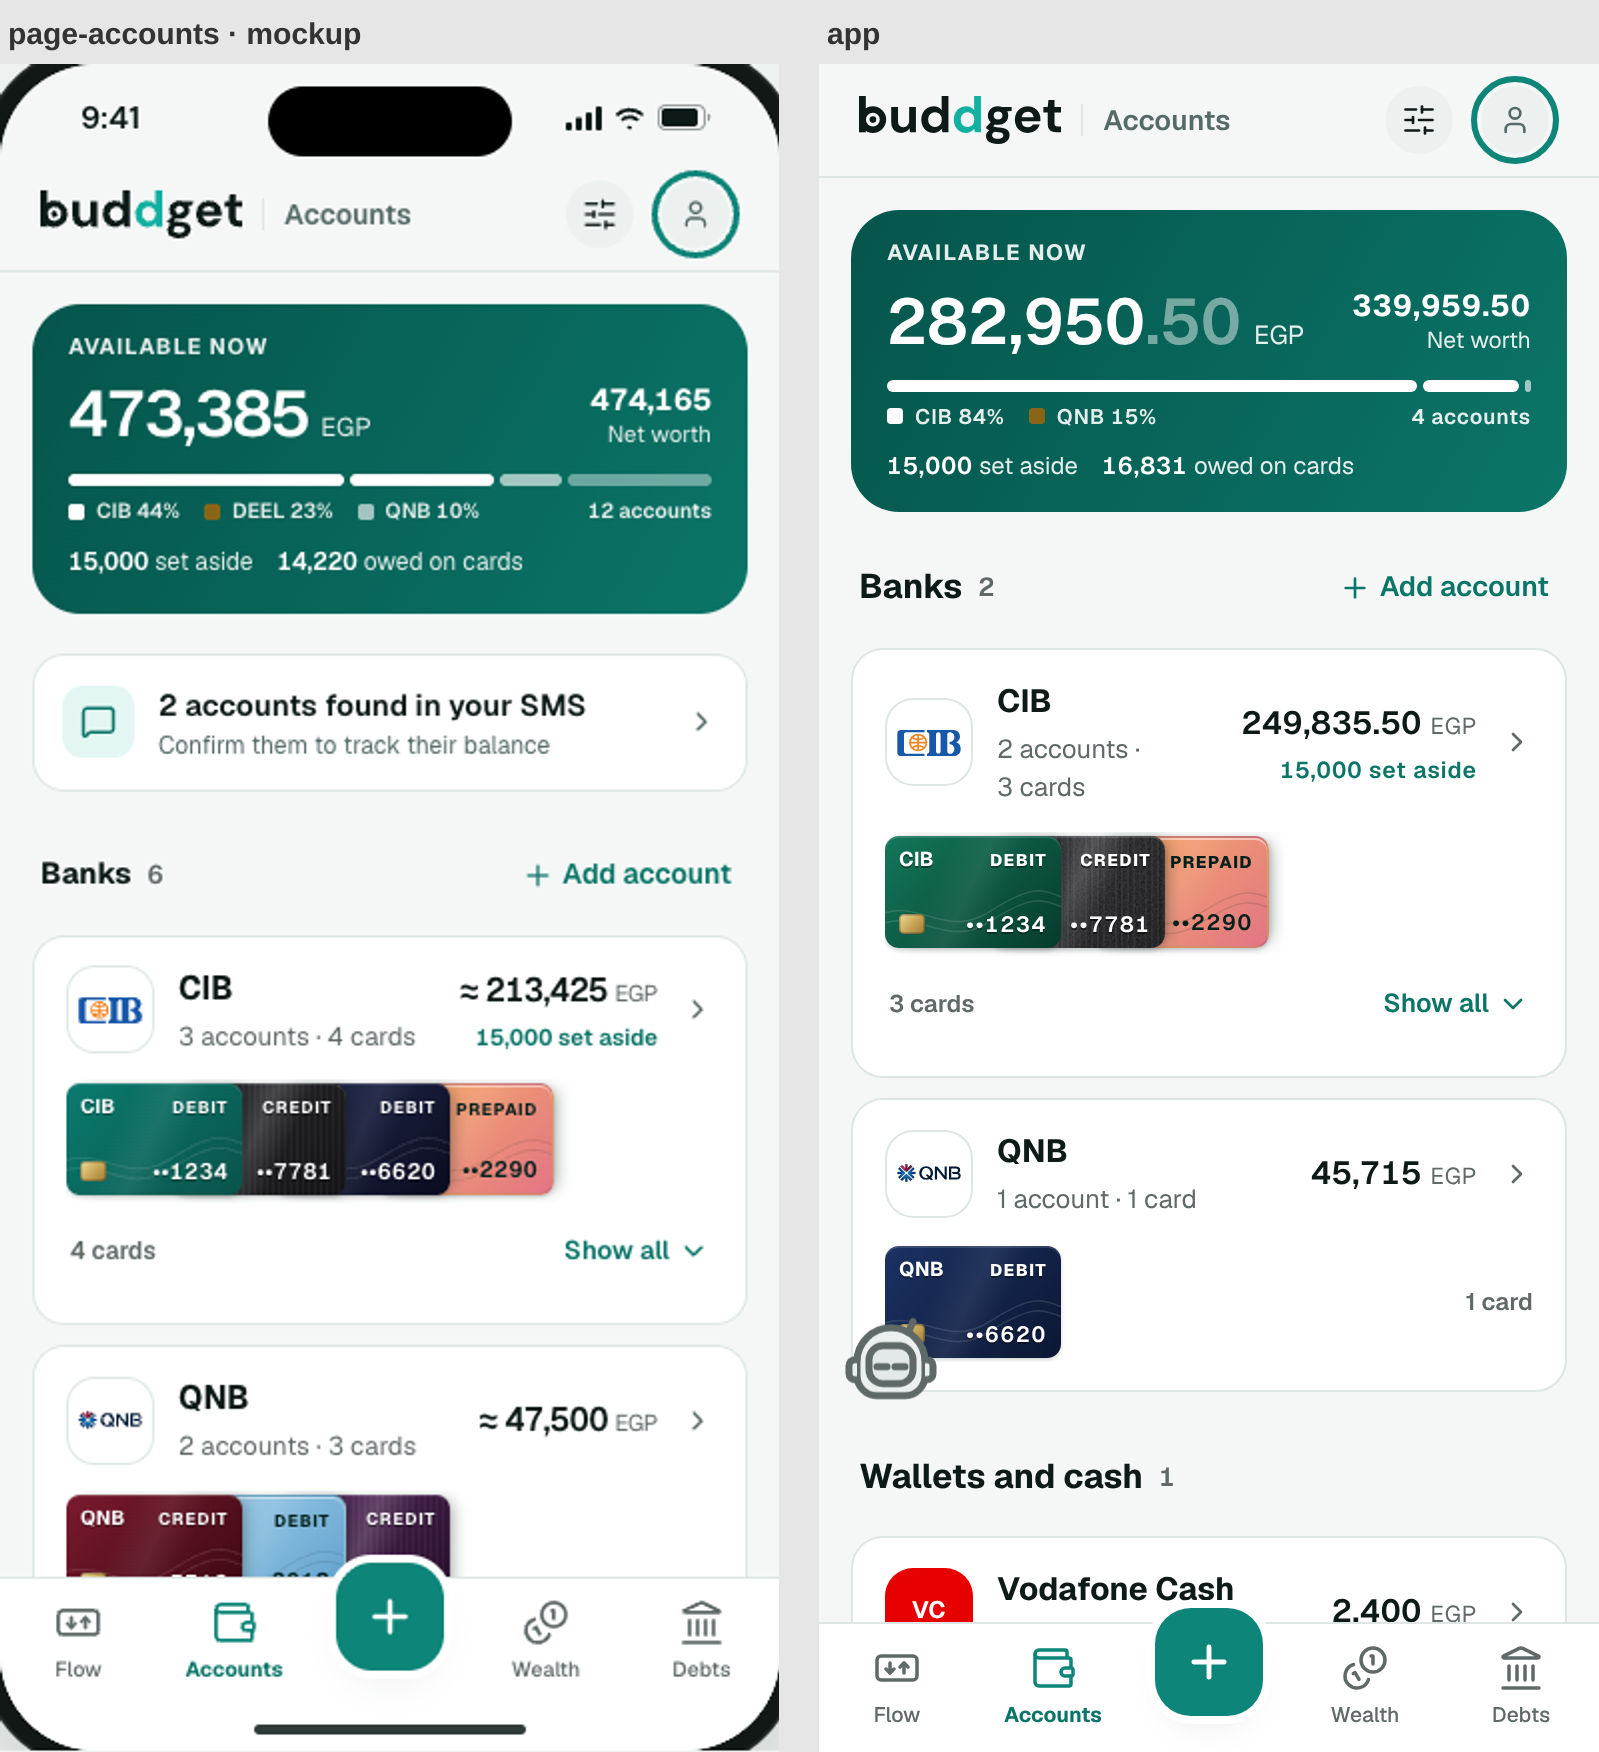 page-accounts · mockup
9:41
buddget Accounts
AVAILABLE NOW
473,385 EGP
474,165
Net worth
CIB 44% DEEL 23% QNB 10% 12 accounts
15,000 set aside 14,220 owed on cards
2 accounts found in your SMS
Confirm them to track their balance
Banks 6 + Add account
CIB
≈ 213,425 EGP
3 accounts · 4 cards
15,000 set aside
CIB DEBIT CREDIT DEBIT PREPAID
••1234 ••7781 ••6620 ••2290
4 cards Show all
QNB
≈ 47,500 EGP
2 accounts · 3 cards
QNB CREDIT DEBIT CREDIT
Flow Accounts Wealth Debts
app
buddget Accounts
AVAILABLE NOW
282,950.50 EGP
339,959.50
Net worth
CIB 84% QNB 15% 4 accounts
15,000 set aside 16,831 owed on cards
Banks 2 + Add account
CIB
2 accounts ·
3 cards
249,835.50 EGP
15,000 set aside
CIB DEBIT CREDIT PREPAID
••1234 ••7781 ••2290
3 cards Show all
QNB
QNB
45,715 EGP
1 account · 1 card
QNB DEBIT
••6620
1 card
Wallets and cash 1
VC
Vodafone Cash
2,400 EGP
Flow Accounts Wealth Debts